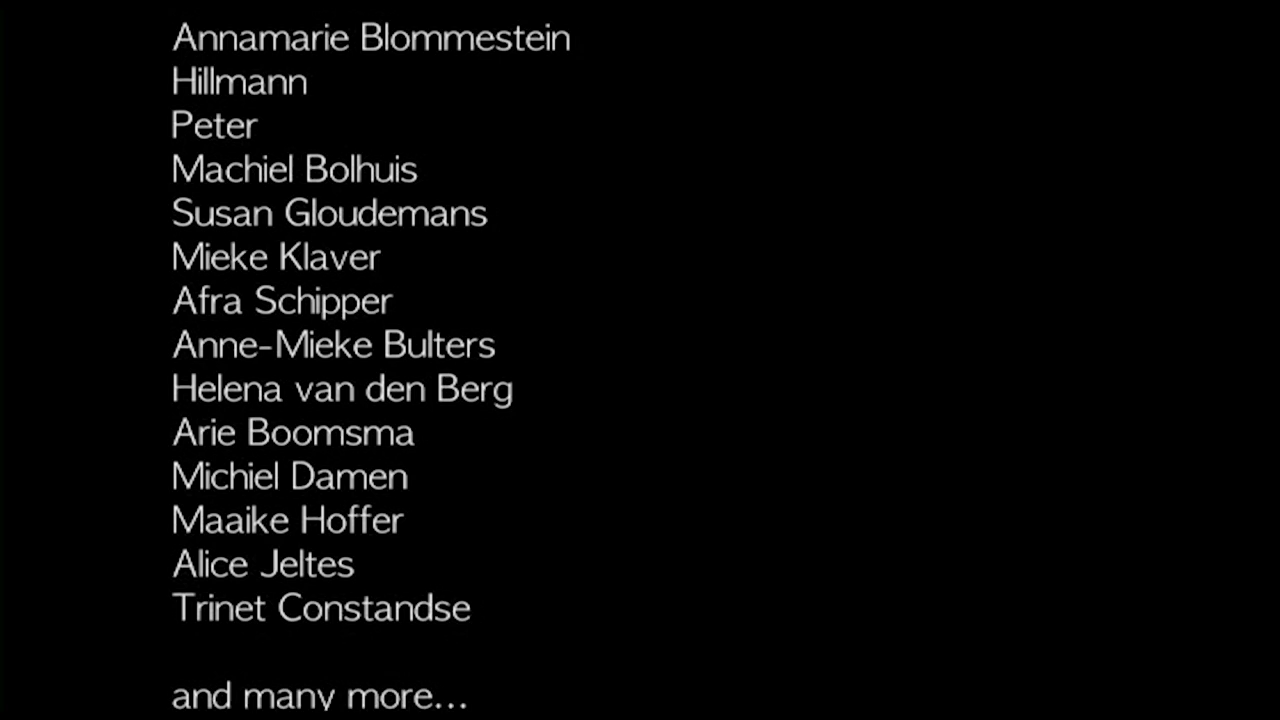 Annamarie Blommestein
Hillmann
Peter
Machiel Bolhuis
Susan Gloudemans
Mieke Klaver
Afra Schipper
Anne-Mieke Bulters
Helena van den Berg
Arie Boomsma
Michiel Damen
Maaike Hoffer
Alice Jeltes
Trinet Constandse
and many more...